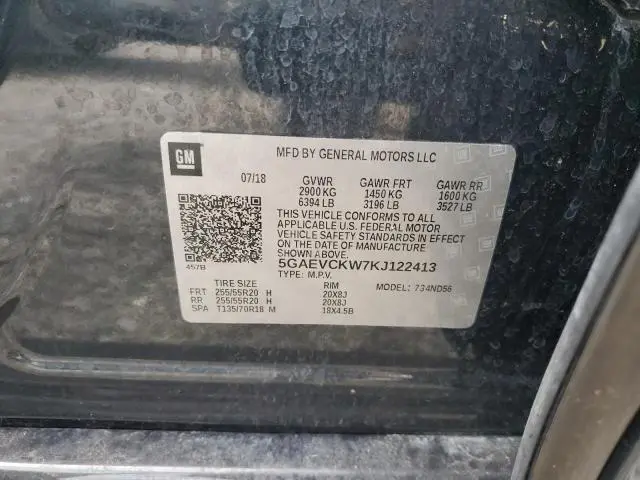 GM
MFD BY GENERAL MOTORS LLC
07/18 GVWR GAWR FRT GAWR RR
2900 KG 1450 KG 1600 KG
6394 LB 3196 LB 3527 LB
THIS VEHICLE CONFORMS TO ALL
APPLICABLE U.S. FEDERAL MOTOR
VEHICLE SAFETY STANDARDS IN EFFECT
ON THE DATE OF MANUFACTURE
SHOWN ABOVE.
457B 5GAEVCKW7KJ122413
TYPE: M.P.V.
TIRE SIZE RIM MODEL: 734ND56
FRT 255/55R20 H 20X8J
RR 255/55R20 H 20X8J
SPA T135/70R18 M 18X4.5B